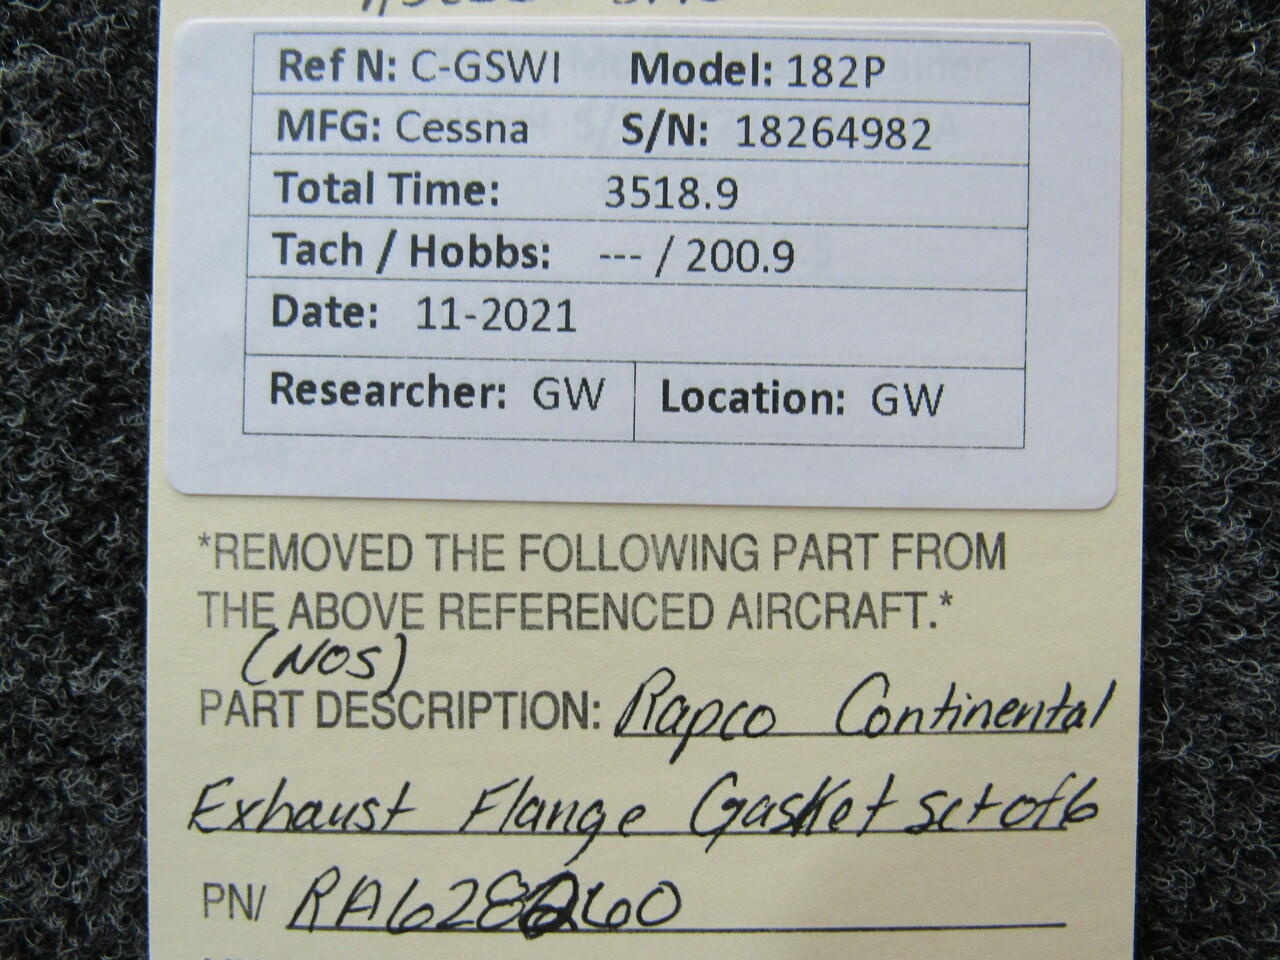 Ref N: C-GSWI Model: 182P
MFG: Cessna S/N: 18264982
Total Time: 3518.9
Tach / Hobbs: --- / 200.9
Date: 11-2021
Researcher: GW Location: GW
*REMOVED THE FOLLOWING PART FROM
THE ABOVE REFERENCED AIRCRAFT.*
(NOS)
PART DESCRIPTION: Rapco Continental
Exhaust Flange Gasket set of 6
PN/ RA628260